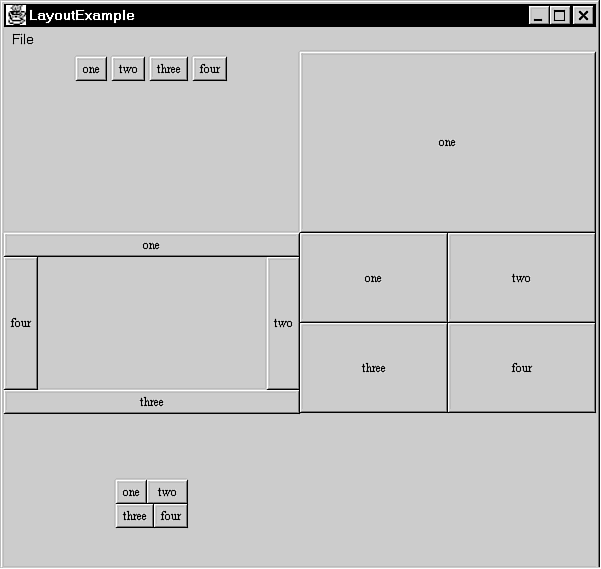 LayoutExample
File
one two three four
one
one
four two
three
one two
three four
one two
three four